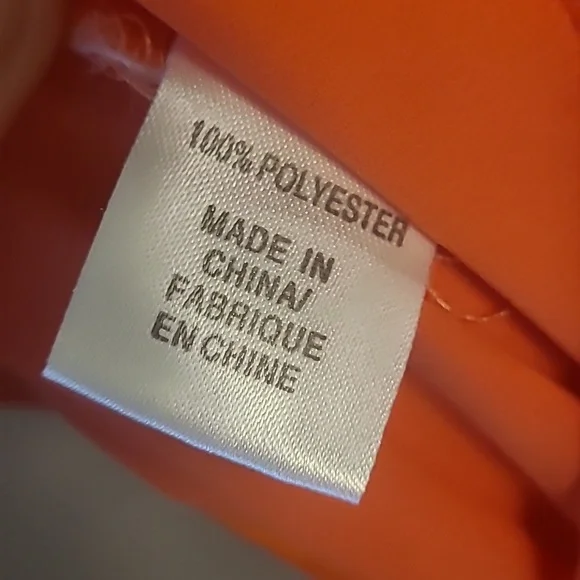 100% POLYESTER
MADE IN
CHINA/
FABRIQUE
EN CHINE